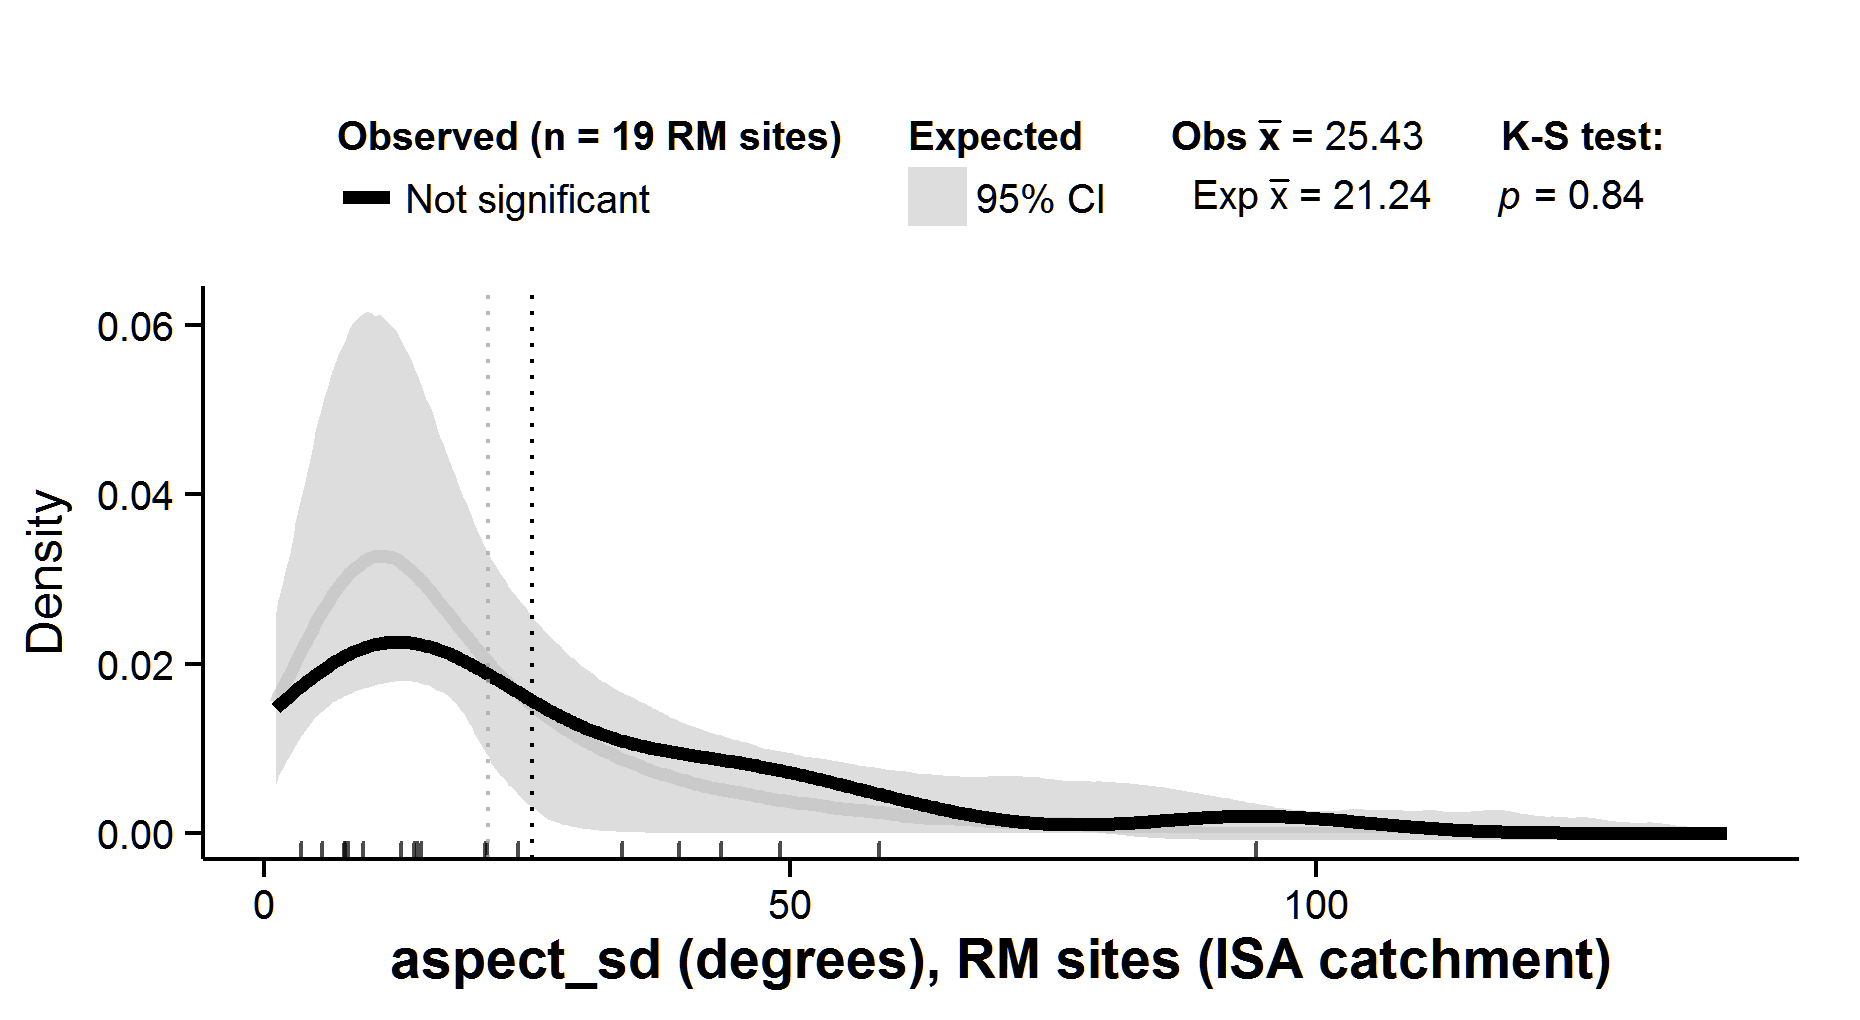 Observed (n = 19 RM sites) Expected Obs x̅ = 25.43 K-S test:
Not significant 95% CI Exp x̅ = 21.24 p = 0.84
0.06
0.04
0.02
0.00
Density
0 50 100
aspect_sd (degrees), RM sites (ISA catchment)